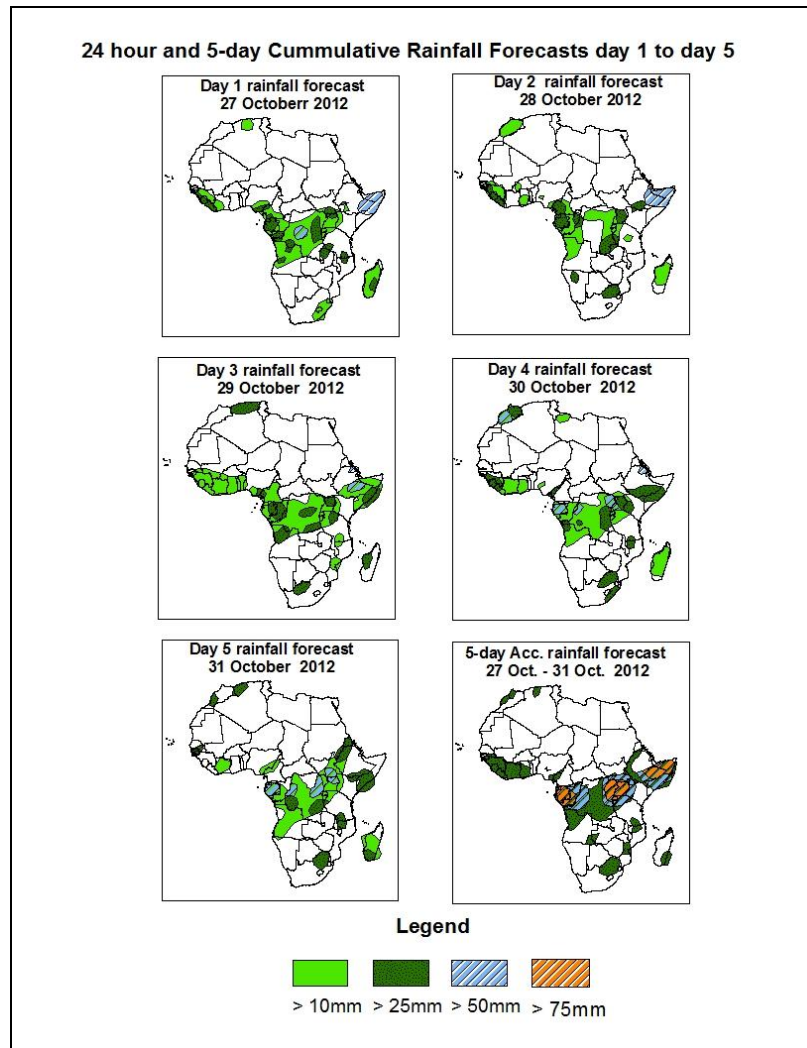 24 hour and 5-day Cummulative Rainfall Forecasts day 1 to day 5
Day 1 rainfall forecast
27 Octoberr 2012
Day 2 rainfall forecast
28 October 2012
Day 3 rainfall forecast
29 October 2012
Day 4 rainfall forecast
30 October 2012
Day 5 rainfall forecast
31 October 2012
5-day Acc. rainfall forecast
27 Oct. - 31 Oct. 2012
Legend
> 10mm
> 25mm
> 50mm
> 75mm